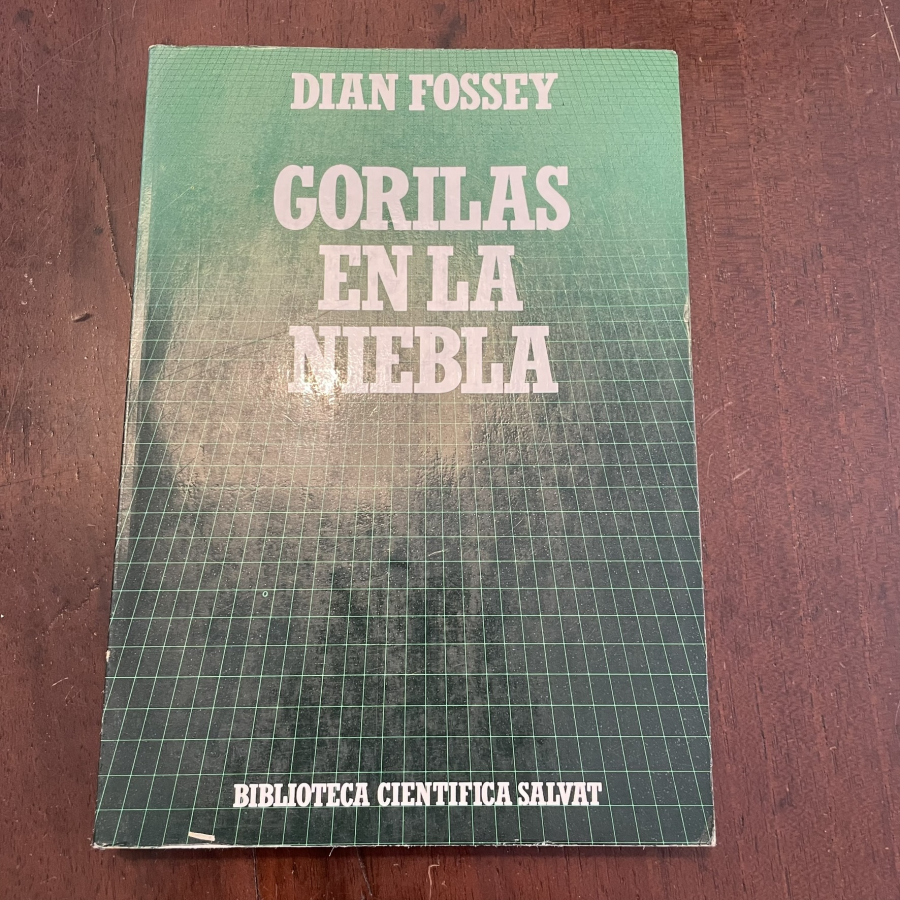 DIAN FOSSEY
GORILAS
EN LA
NIEBLA
BIBLIOTECA CIENTIFICA SALVAT